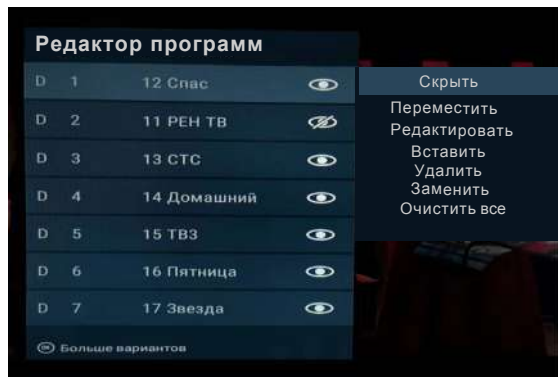 Редактор программ
D 1 12 Спас
D 2 11 РЕН ТВ
D 3 13 СТС
D 4 14 Домашний
D 5 15 ТВ3
D 6 16 Пятница
D 7 17 Звезда
OK Больше вариантов
Скрыть
Переместить
Редактировать
Вставить
Удалить
Заменить
Очистить все